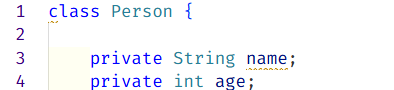 1 class Person {
2
3     private String name;
4     private int age;